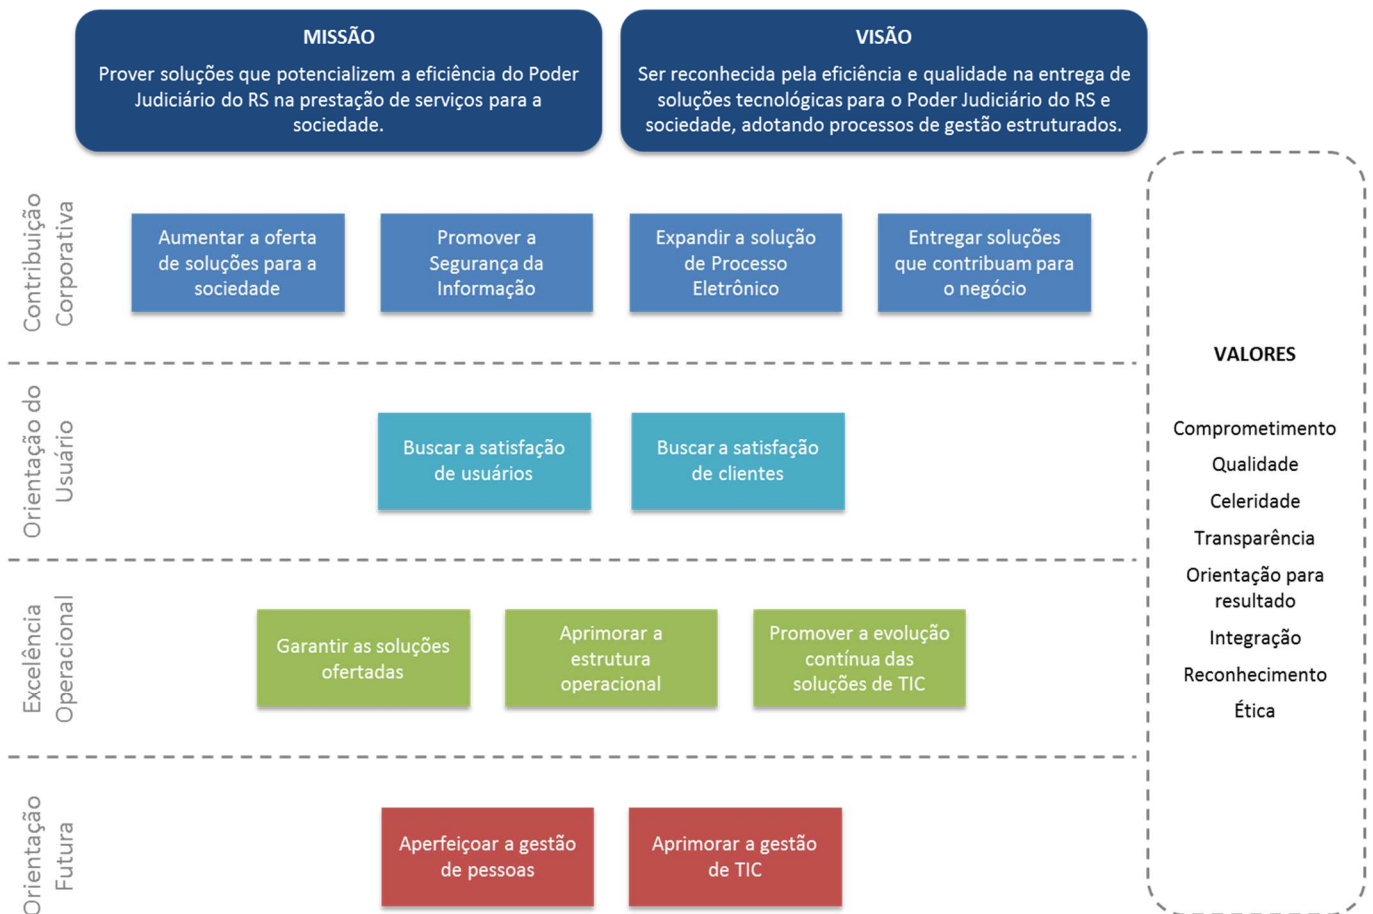 MISSÃO
Prover soluções que potencializem a eficiência do Poder
Judiciário do RS na prestação de serviços para a
sociedade.
VISÃO
Ser reconhecida pela eficiência e qualidade na entrega de
soluções tecnológicas para o Poder Judiciário do RS e
sociedade, adotando processos de gestão estruturados.
Contribuição
Corporativa
Aumentar a oferta
de soluções para a
sociedade
Promover a
Segurança da
Informação
Expandir a solução
de Processo
Eletrônico
Entregar soluções
que contribuam para
o negócio
Orientação do
Usuário
Buscar a satisfação
de usuários
Buscar a satisfação
de clientes
Excelência
Operacional
Garantir as soluções
ofertadas
Aprimorar a
estrutura
operacional
Promover a evolução
contínua das
soluções de TIC
Orientação
Futura
Aperfeiçoar a gestão
de pessoas
Aprimorar a gestão
de TIC
VALORES
Comprometimento
Qualidade
Celeridade
Transparência
Orientação para
resultado
Integração
Reconhecimento
Ética